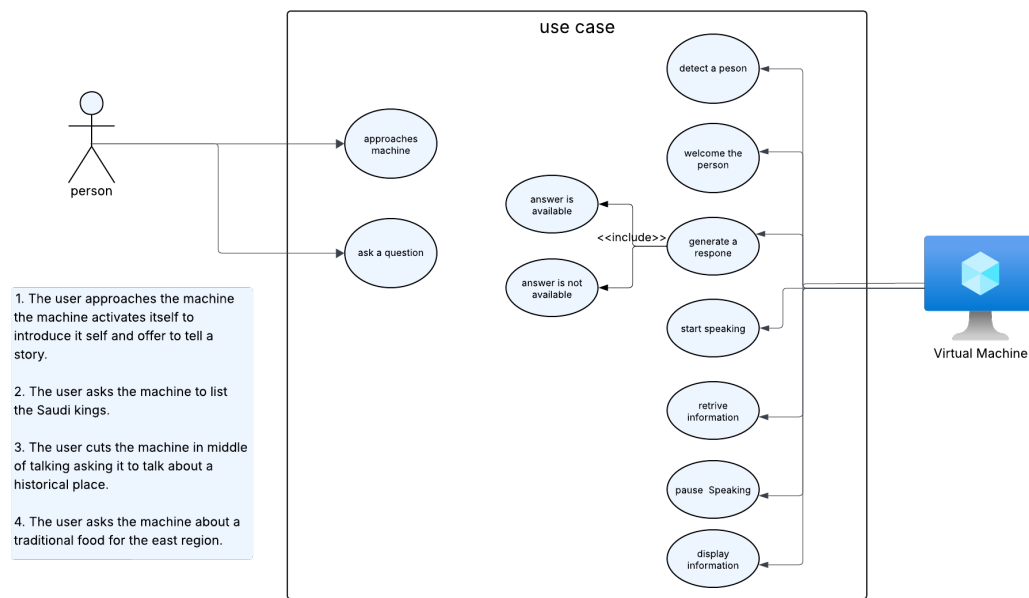 use case
detect a peson
approaches
machine
person
welcome the
person
answer is
available
<<include>>
generate a
respone
ask a question
answer is not
available
1. The user approaches the machine
the machine activates itself to
introduce it self and offer to tell a
story.
2. The user asks the machine to list
the Saudi kings.
3. The user cuts the machine in middle
of talking asking it to talk about a
historical place.
4. The user asks the machine about a
traditional food for the east region.
start speaking
Virtual Machine
retrive
information
pause Speaking
display
information